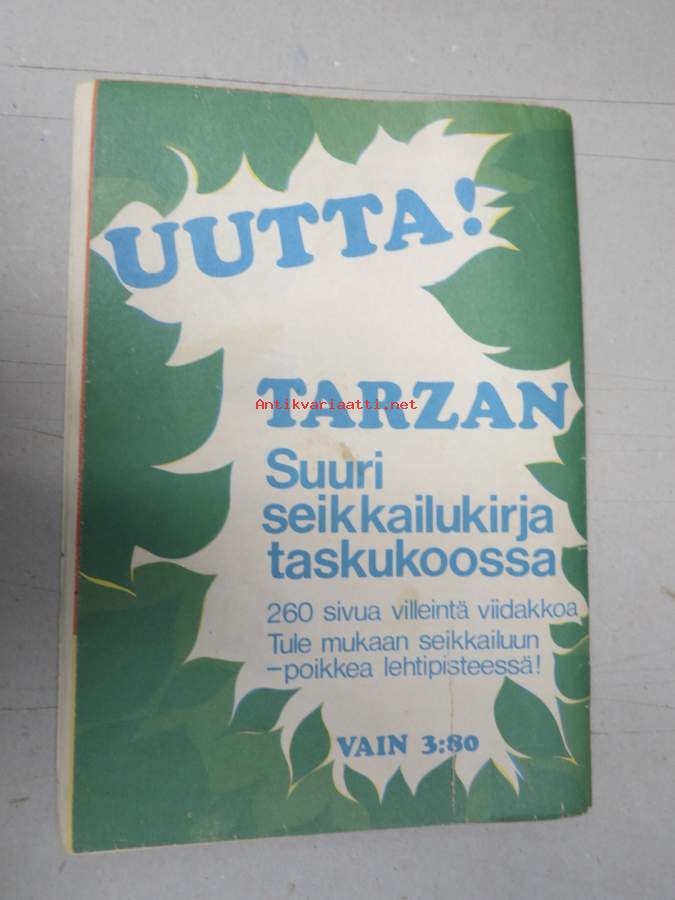 UUTTA!
TARZAN
Antikvariaatti.net
Suuri
seikkailukirja
taskukoossa
260 sivua villeintä viidakkoa
Tule mukaan seikkailuun
–poikkea lehtipisteessä!
VAIN 3:80